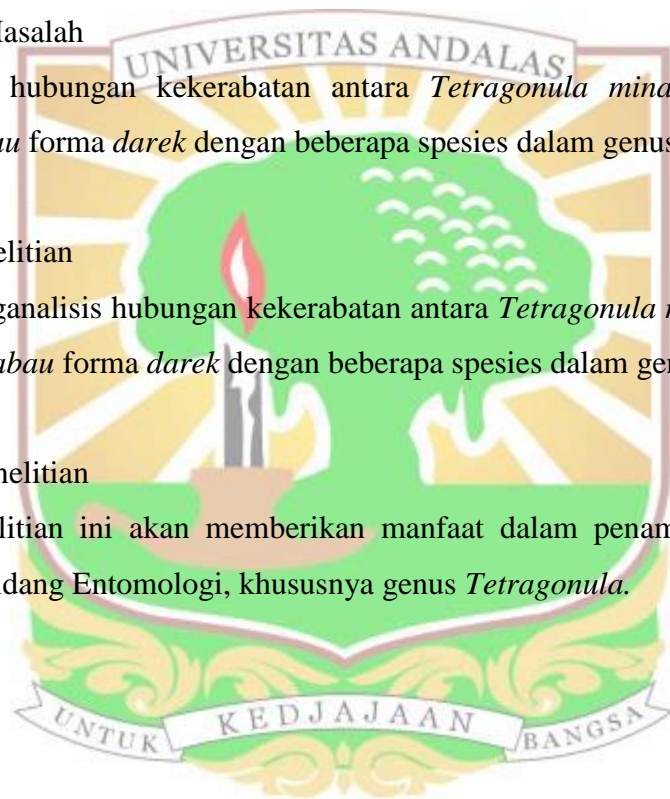 Masalah
UNIVERSITAS ANDALAS
hubungan kekerabatan antara Tetragonula mina
au forma darek dengan beberapa spesies dalam genus
elitian
ganalisis hubungan kekerabatan antara Tetragonula
abau forma darek dengan beberapa spesies dalam ge
nelitian
litian ini akan memberikan manfaat dalam penam
idang Entomologi, khususnya genus Tetragonula.
UNTUK KEDJAJAAN BANGSA